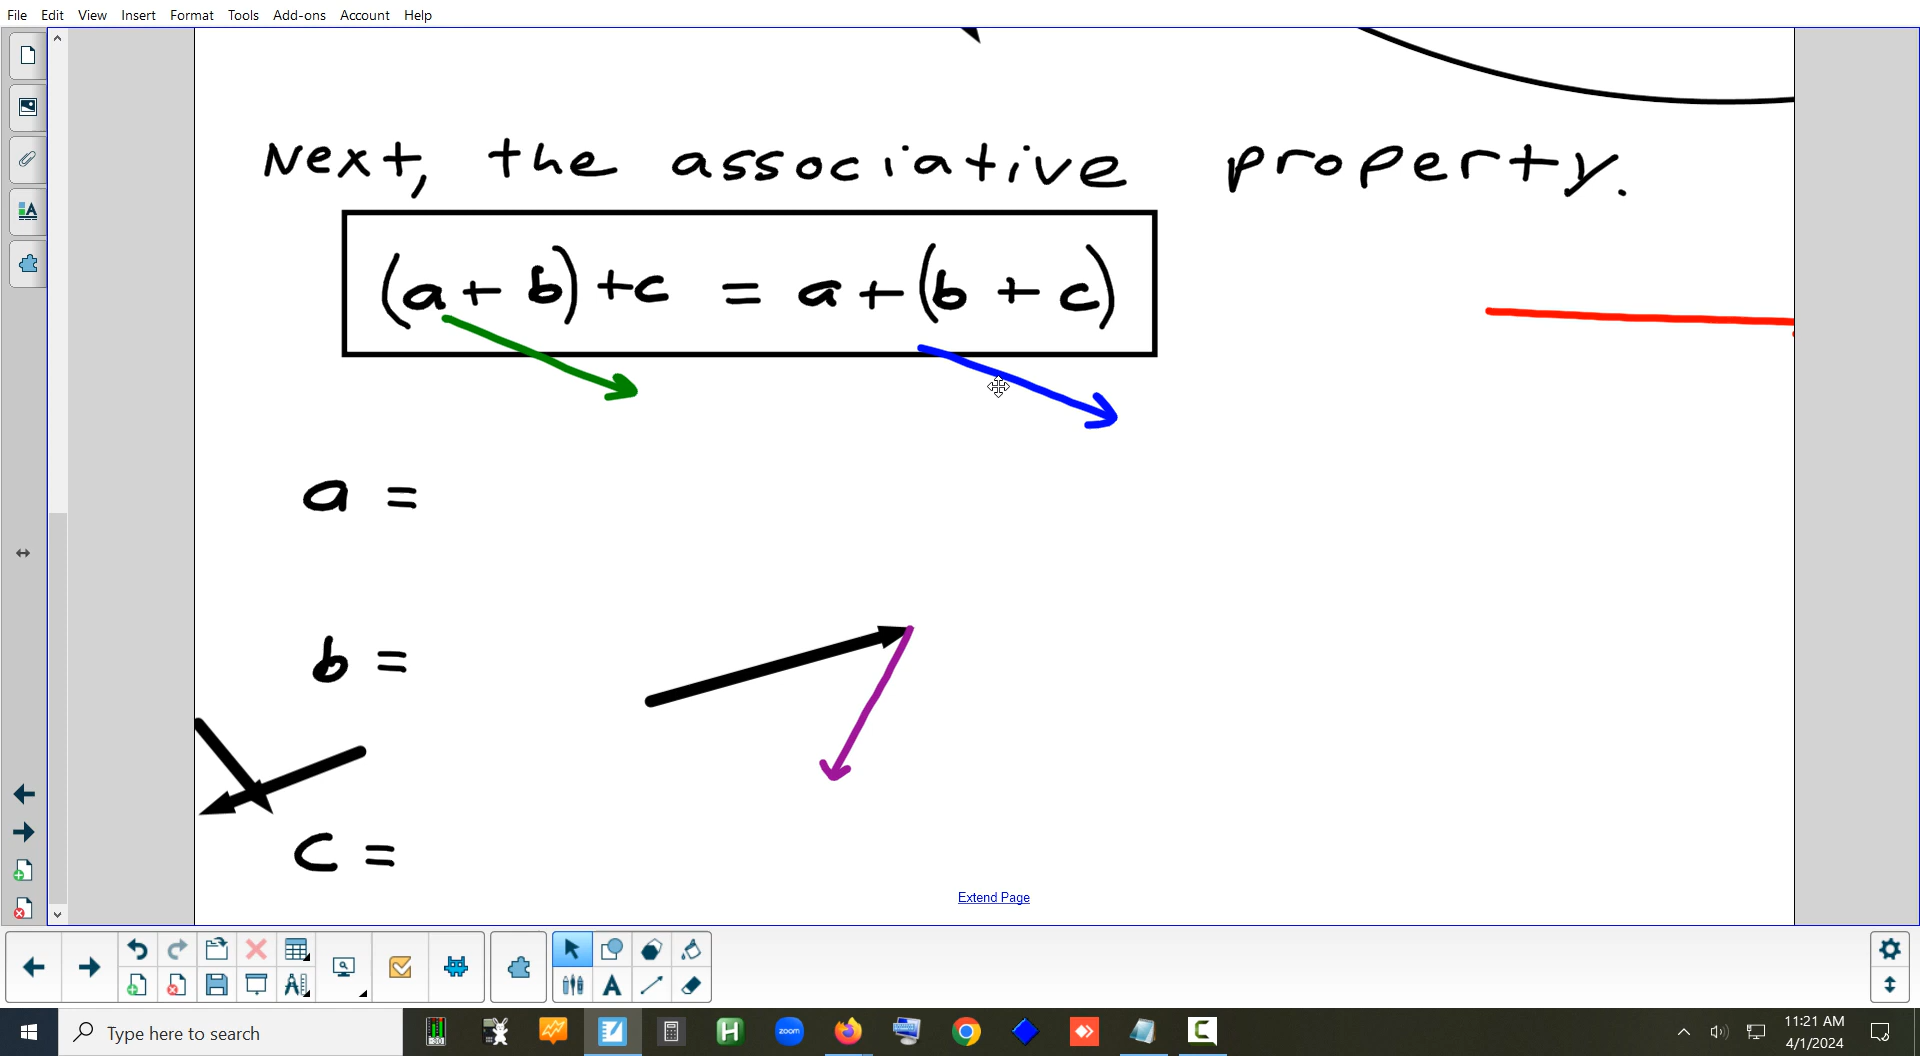 File Edit View Insert Format Tools Add-ons Account Help
Next, the associative property.
(a + b) + c = a + (b + c)
a =
b =
c =
Extend Page
A
H
zoom
C
Type here to search
11:21 AM
4/1/2024